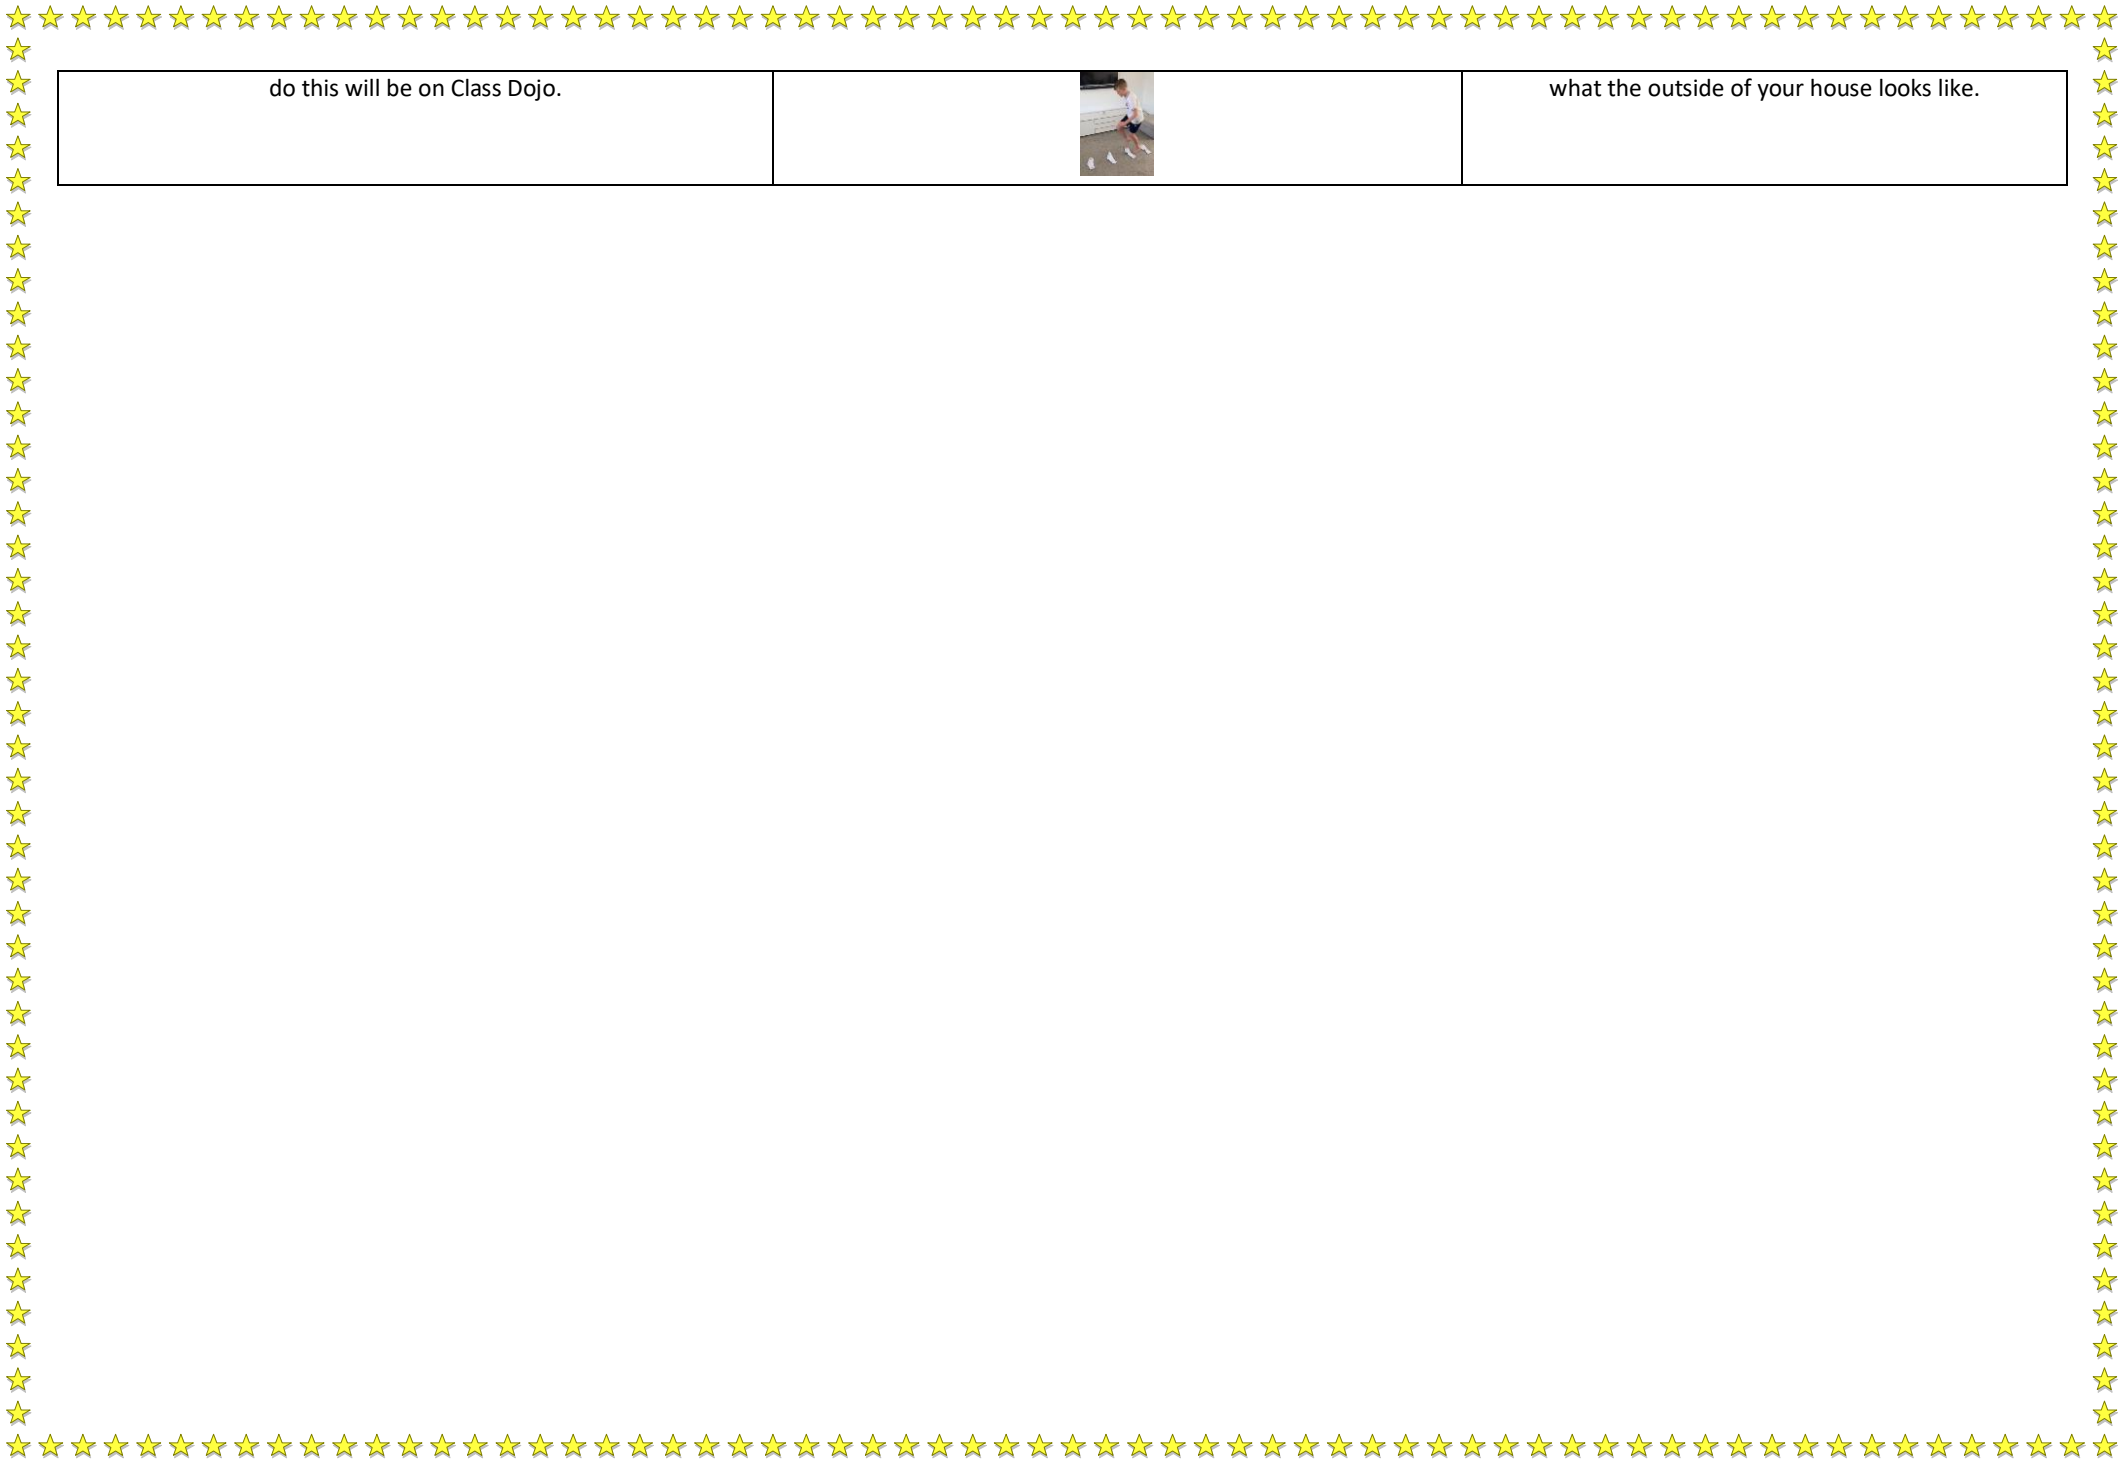 do this will be on Class Dojo.
what the outside of your house looks like.